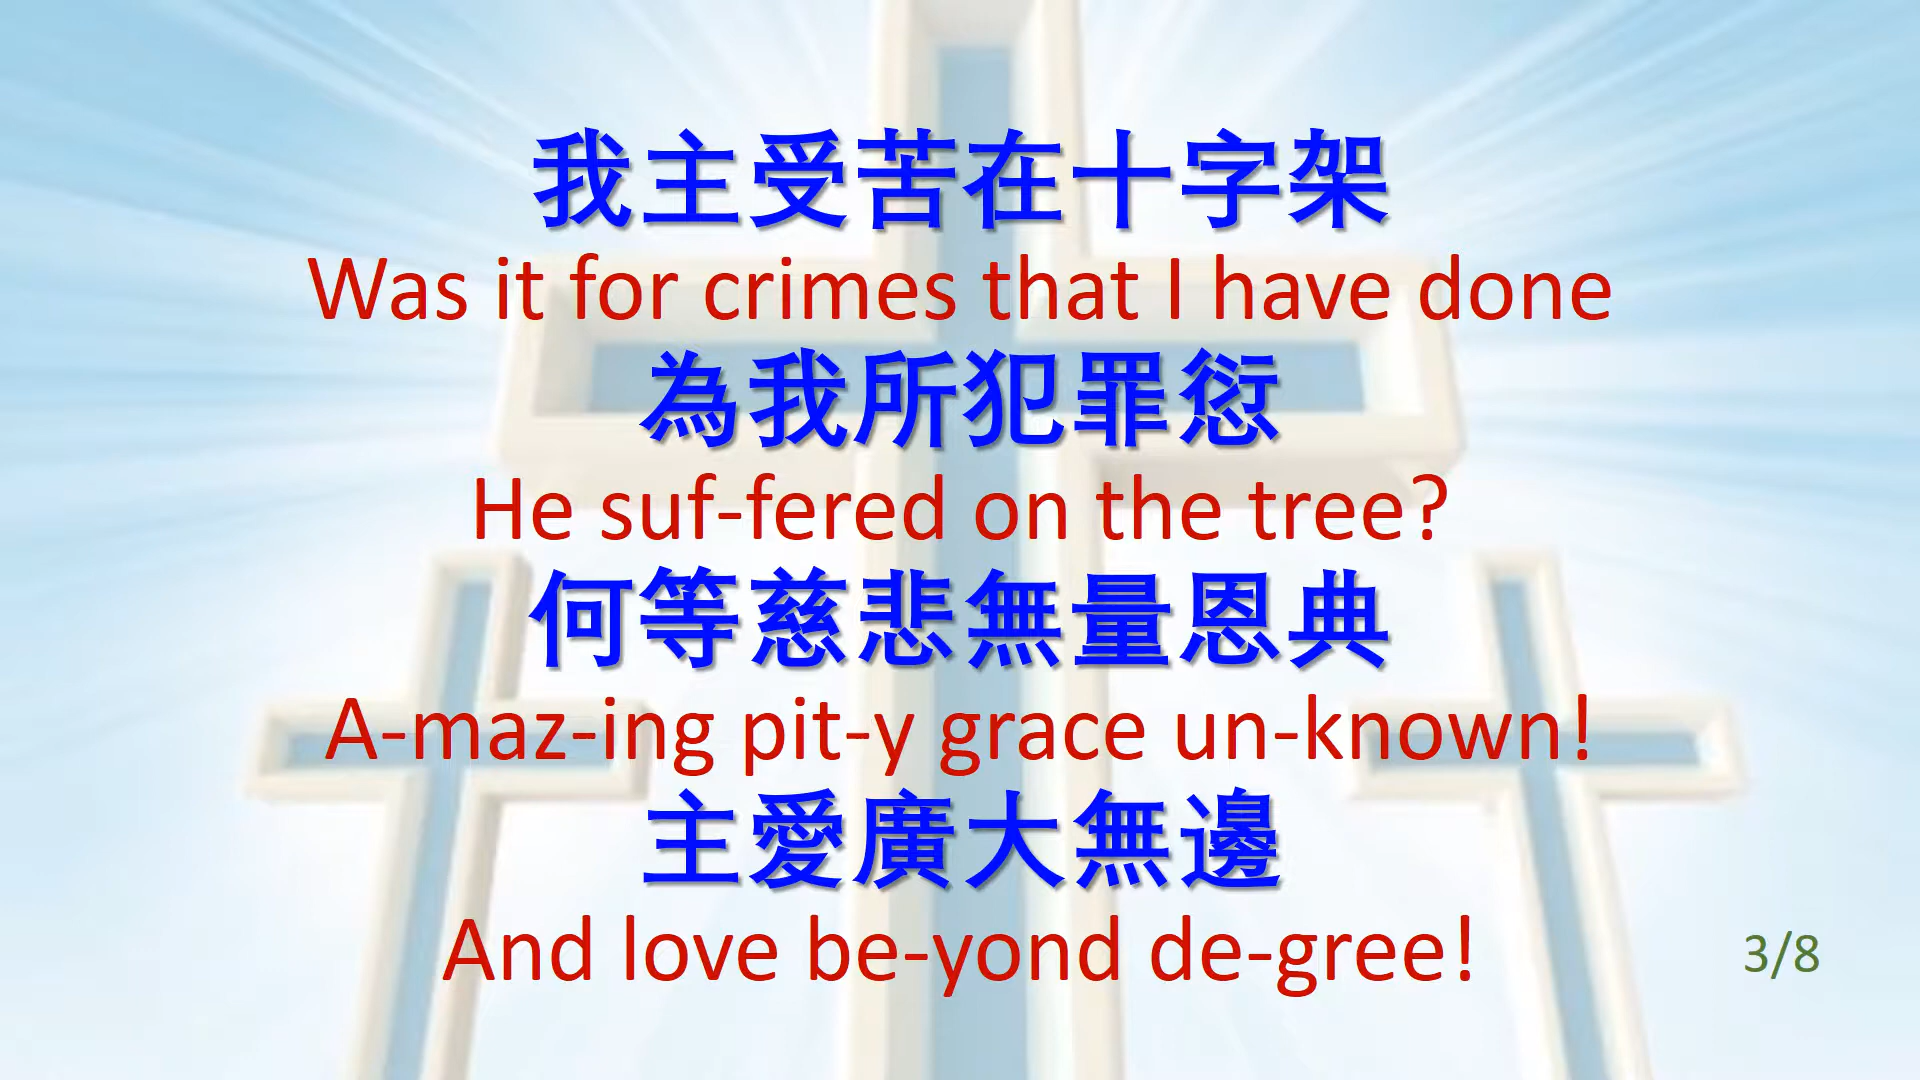 我主受苦在十字架
Was it for crimes that I have done
為我所犯罪愆
He suf-fered on the tree?
何等慈悲無量恩典
A-maz-ing pit-y grace un-known!
主愛廣大無邊
And love be-yond de-gree!
3/8